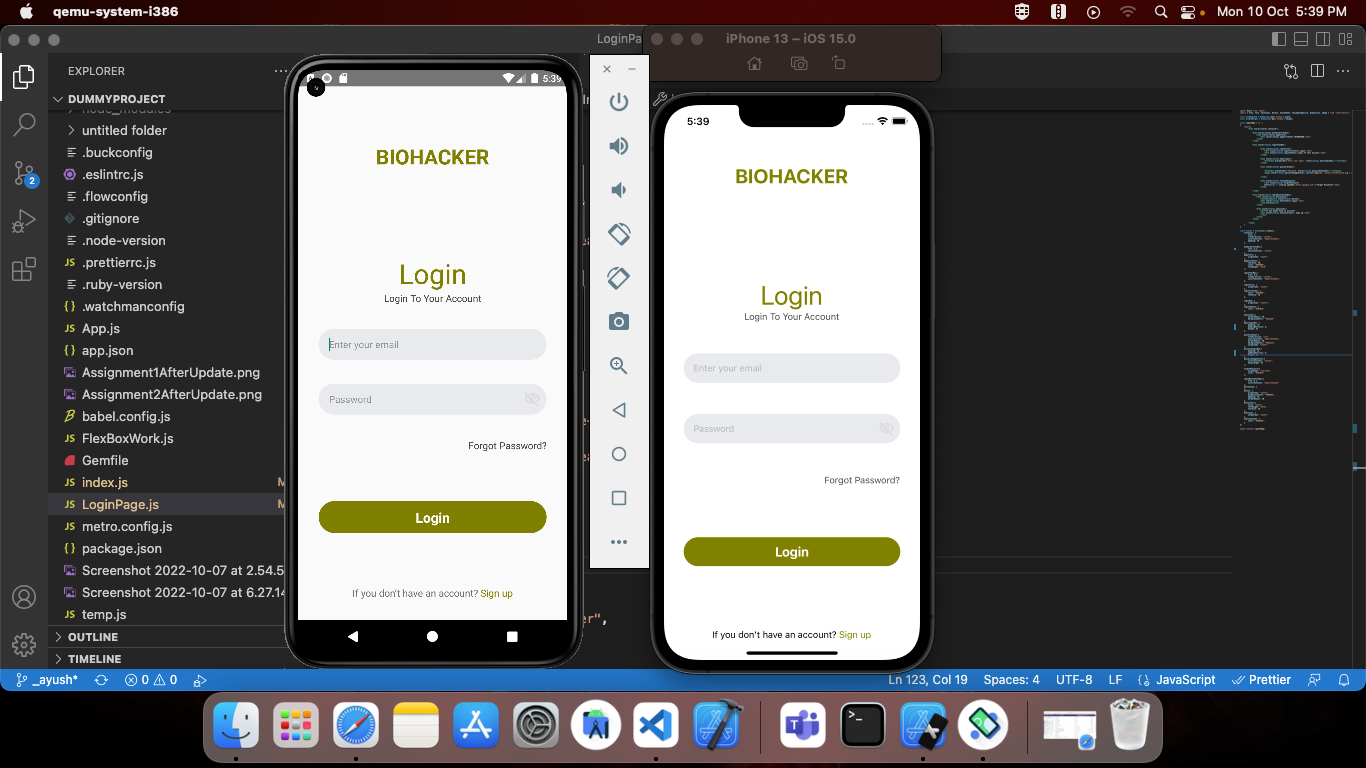 qemu-system-i386
Mon 10 Oct 5:39 PM
LoginPa
iPhone 13 – iOS 15.0
EXPLORER
DUMMYPROJECT
node_modules
untitled folder
.buckconfig
.eslintrc.js
.flowconfig
.gitignore
.node-version
.prettierrc.js
.ruby-version
.watchmanconfig
App.js
app.json
Assignment1AfterUpdate.png
Assignment2AfterUpdate.png
babel.config.js
FlexBoxWork.js
Gemfile
index.js
M
LoginPage.js
M
metro.config.js
package.json
Screenshot 2022-10-07 at 2.54.5
Screenshot 2022-10-07 at 6.27.14
temp.js
OUTLINE
TIMELINE
2
5:39
BIOHACKER
Login
Login To Your Account
Enter your email
Password
Forgot Password?
Login
If you don't have an account? Sign up
5:39
BIOHACKER
Login
Login To Your Account
Enter your email
Password
Forgot Password?
Login
If you don't have an account? Sign up
er",
_ayush*
0
0
Ln 123, Col 19
Spaces: 4
UTF-8
LF
JavaScript
Prettier